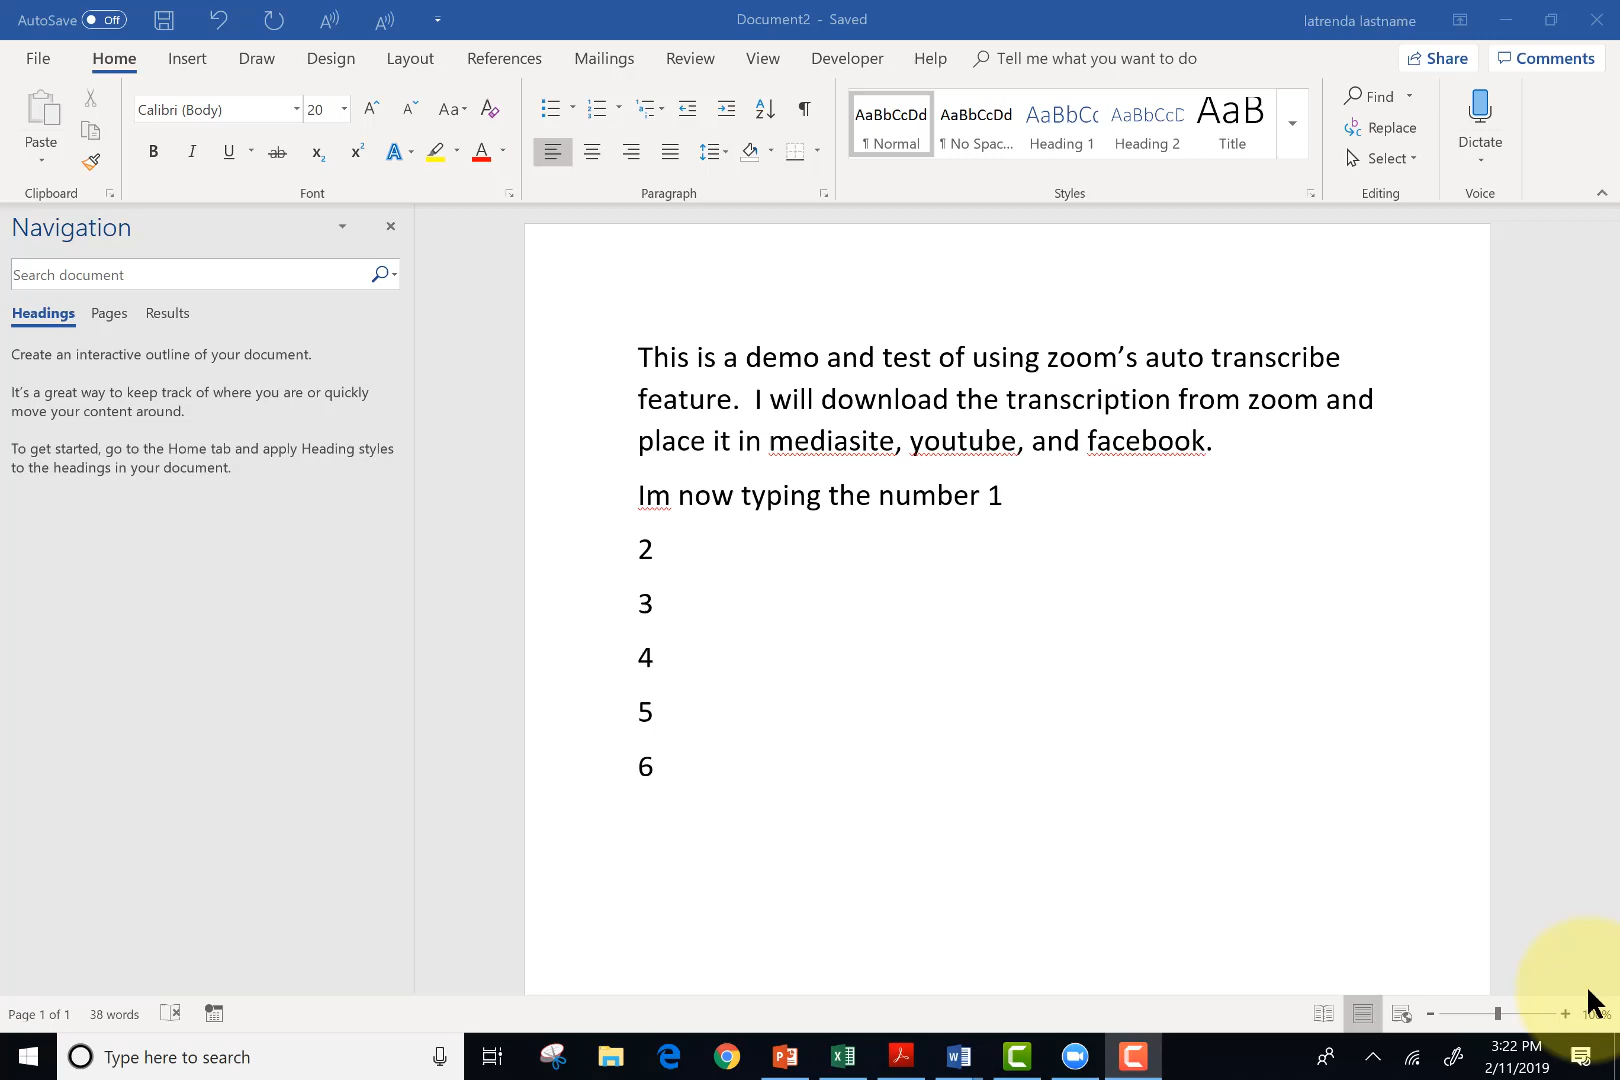 AutoSave Off
Document2 - Saved
latrenda lastname
File Home Insert Draw Design Layout References Mailings Review View Developer Help Tell me what you want to do Share Comments
Calibri (Body) 20 Aa
AaBbCcDd AaBbCcDd AaBbCc AaBbCcD AaB
Find
Replace
Select
Paste
Dictate
¶ Normal ¶ No Spac... Heading 1 Heading 2 Title
B I U ab x₂ x² A A
Clipboard Font Paragraph Styles Editing Voice
Navigation
Search document
Headings Pages Results
Create an interactive outline of your document.
It's a great way to keep track of where you are or quickly
move your content around.
To get started, go to the Home tab and apply Heading styles
to the headings in your document.
This is a demo and test of using zoom’s auto transcribe
feature.  I will download the transcription from zoom and
place it in mediasite, youtube, and facebook.
Im now typing the number 1
2
3
4
5
6
Page 1 of 1 38 words
Type here to search
3:22 PM
2/11/2019